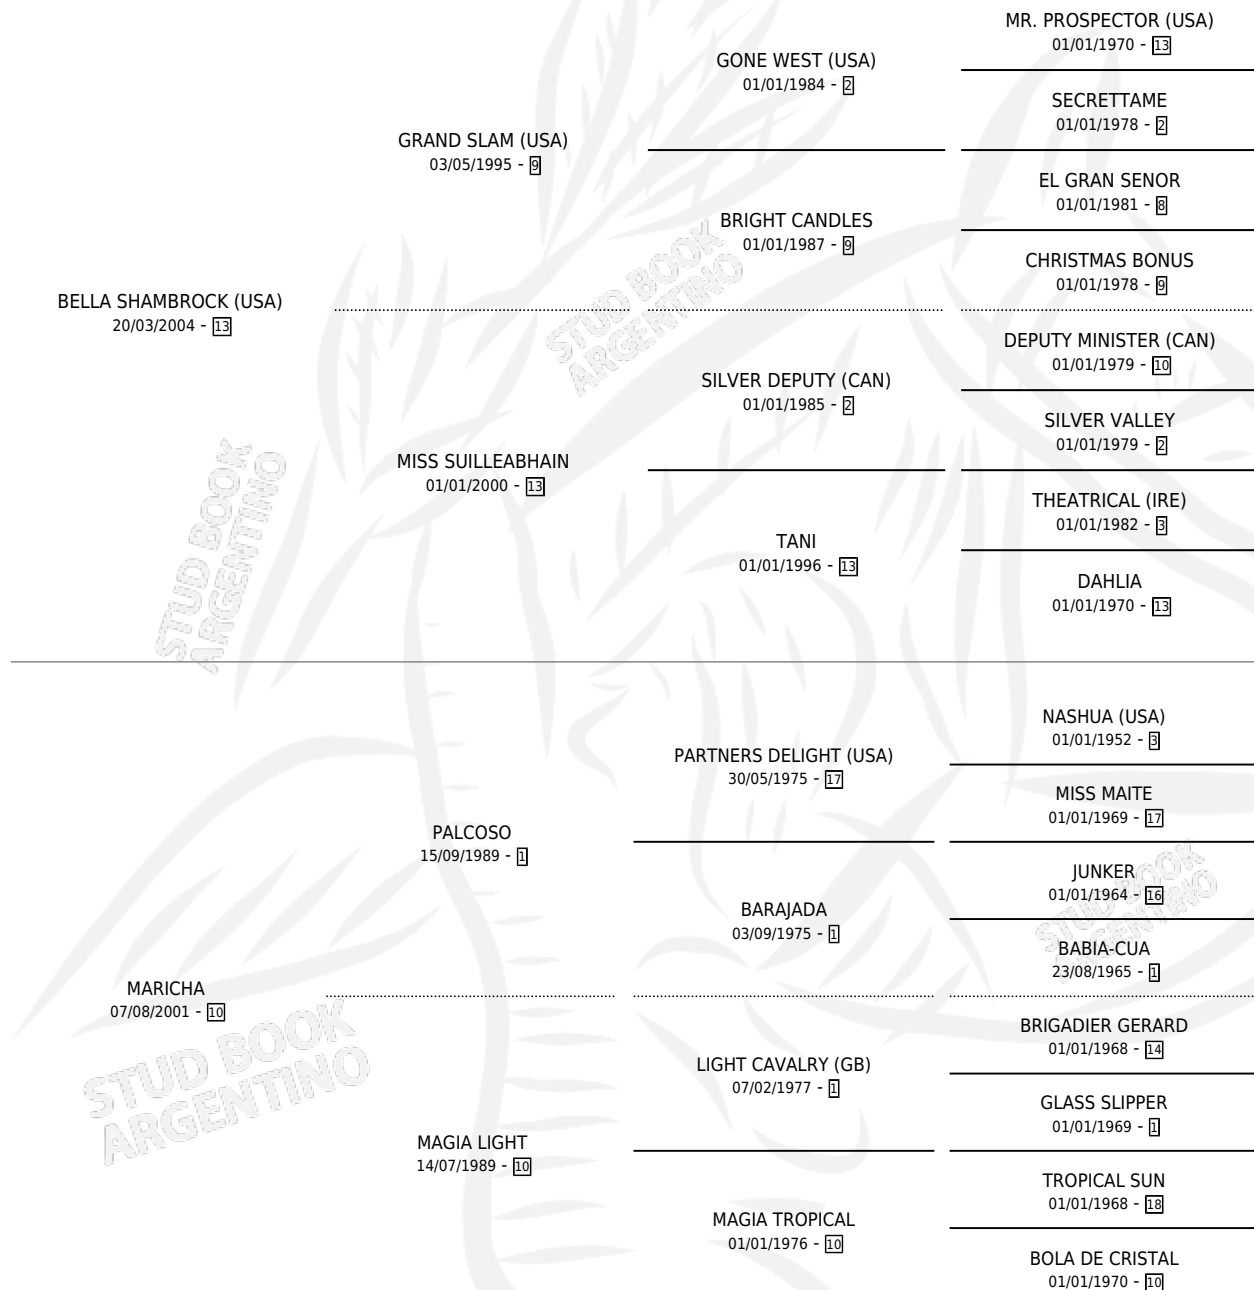 MR. PROSPECTOR (USA)
01/01/1970 - 13
GONE WEST (USA)
01/01/1984 - 2
SECRETTAME
01/01/1978 - 2
GRAND SLAM (USA)
03/05/1995 - 9
EL GRAN SENOR
01/01/1981 - 8
BRIGHT CANDLES
01/01/1987 - 9
CHRISTMAS BONUS
01/01/1978 - 9
BELLA SHAMBROCK (USA)
20/03/2004 - 13
DEPUTY MINISTER (CAN)
01/01/1979 - 10
SILVER DEPUTY (CAN)
01/01/1985 - 2
SILVER VALLEY
01/01/1979 - 2
MISS SUILLEABHAIN
01/01/2000 - 13
THEATRICAL (IRE)
01/01/1982 - 3
TANI
01/01/1996 - 13
DAHLIA
01/01/1970 - 13
NASHUA (USA)
01/01/1952 - 3
PARTNERS DELIGHT (USA)
30/05/1975 - 17
MISS MAITE
01/01/1969 - 17
PALCOSO
15/09/1989 - 1
JUNKER
01/01/1964 - 16
BARAJADA
03/09/1975 - 1
BABIA-CUA
23/08/1965 - 1
MARICHA
07/08/2001 - 10
BRIGADIER GERARD
01/01/1968 - 14
LIGHT CAVALRY (GB)
07/02/1977 - 1
GLASS SLIPPER
01/01/1969 - 1
MAGIA LIGHT
14/07/1989 - 10
TROPICAL SUN
01/01/1968 - 18
MAGIA TROPICAL
01/01/1976 - 10
BOLA DE CRISTAL
01/01/1970 - 10
STUD BOOK
ARGENTINO
STUD BOOK
ARGENTINO
STUD BOOK
ARGENTINO
STUD BOOK
ARGENTINO